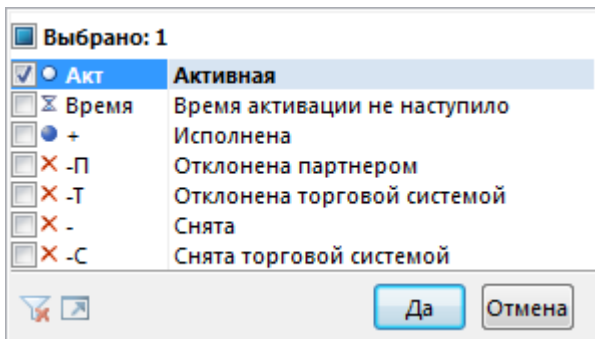 Выбрано: 1
Акт Активная
Время Время активации не наступило
+ Исполнена
-П Отклонена партнером
-Т Отклонена торговой системой
- Снята
-С Снята торговой системой
Да Отмена